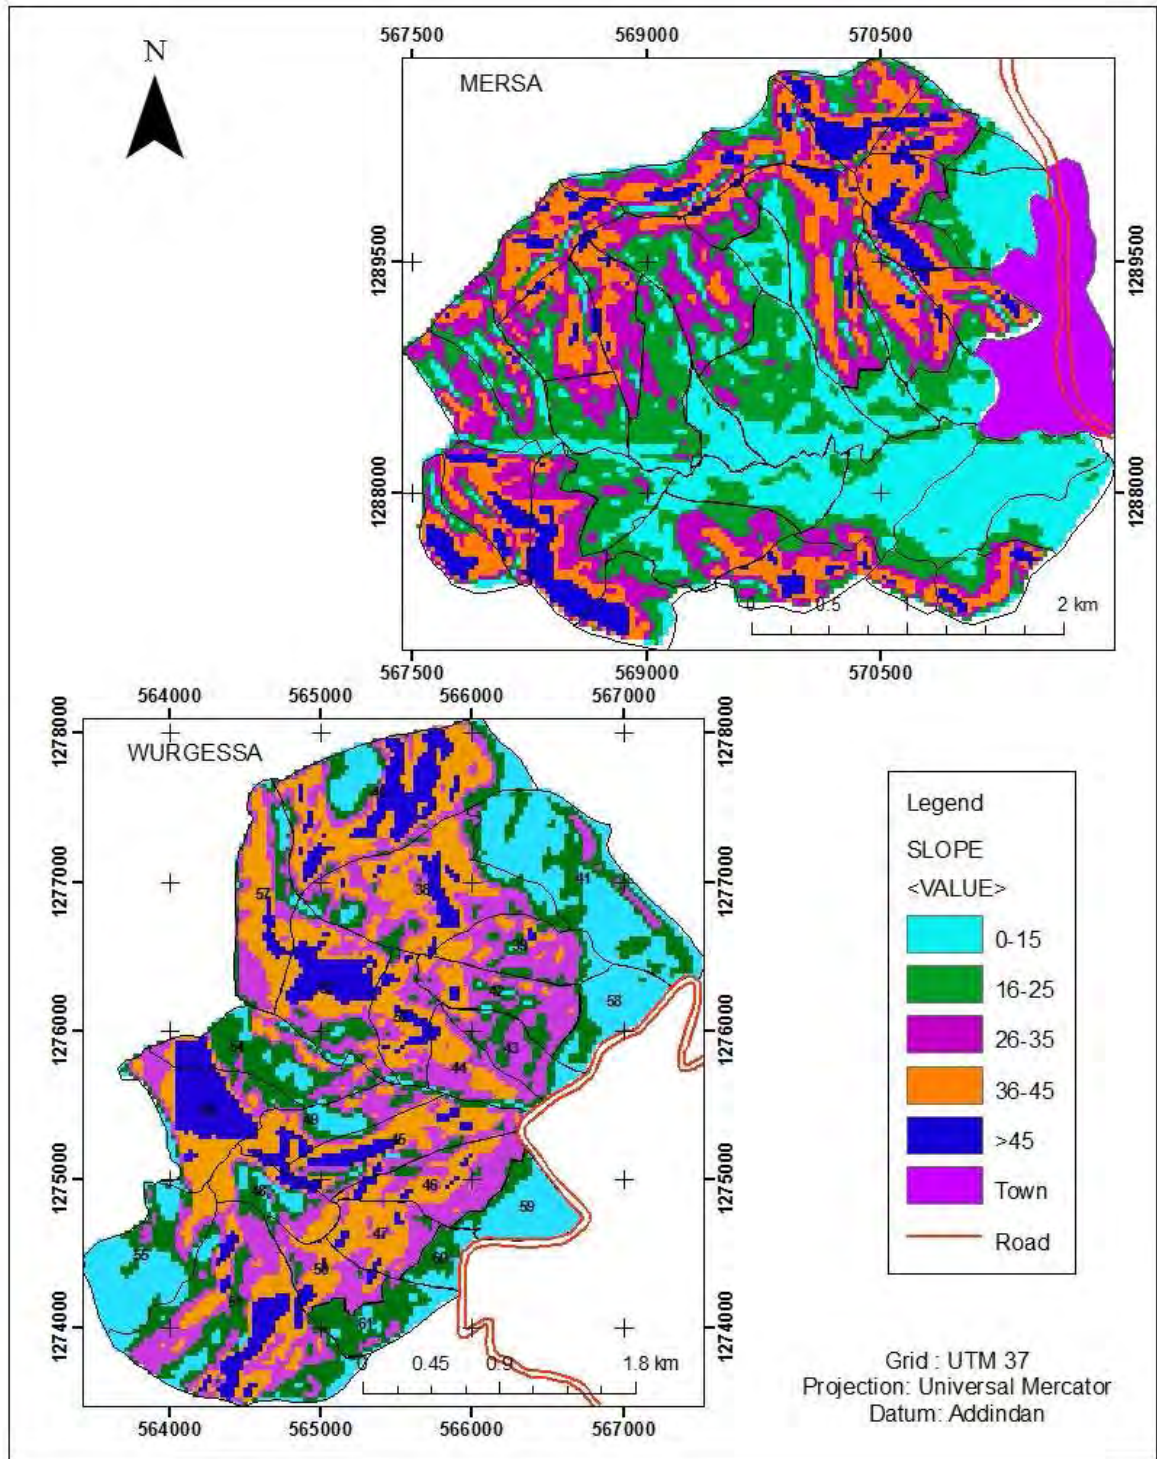 N
567500 569000 570500
MERSA
1289500 1289500
1288000 1288000
0 0.5 1 2 km
567500 569000 570500
564000 565000 566000 567000
1278000 1278000
WURGESSA
1277000 1277000
57 38 41
39
42 58
1276000 1276000
54 43
44
49 45
1275000 1275000
48 46 59
47
55 50 60
1274000 1274000
61
0 0.45 0.9 1.8 km
564000 565000 566000 567000
Legend
SLOPE
<VALUE>
0-15
16-25
26-35
36-45
>45
Town
Road
Grid : UTM 37
Projection: Universal Mercator
Datum: Addindan